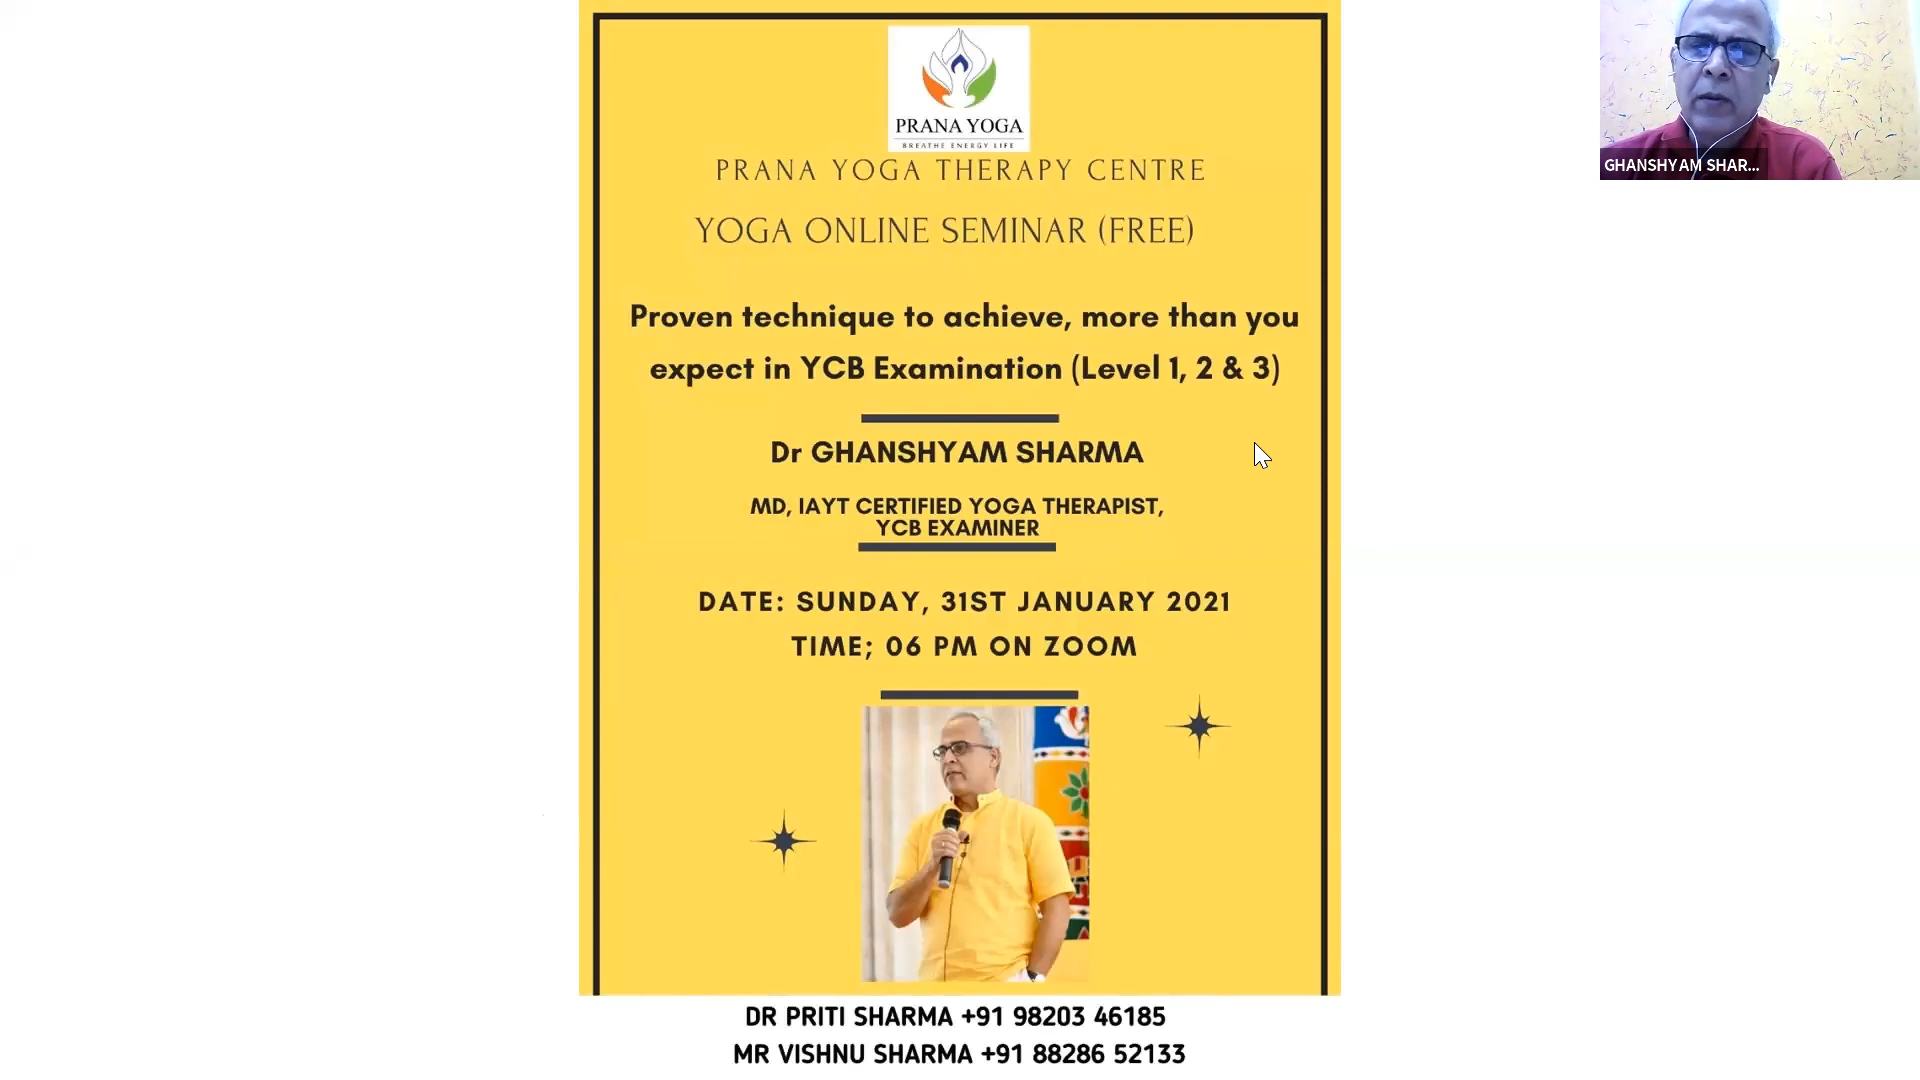 PRANA YOGA
BREATHE ENERGY LIFE
PRANA YOGA THERAPY CENTRE
YOGA ONLINE SEMINAR (FREE)
Proven technique to achieve, more than you
expect in YCB Examination (Level 1, 2 & 3)
Dr GHANSHYAM SHARMA
MD, IAYT CERTIFIED YOGA THERAPIST,
YCB EXAMINER
DATE: SUNDAY, 31ST JANUARY 2021
TIME; 06 PM ON ZOOM
DR PRITI SHARMA +91 98203 46185
MR VISHNU SHARMA +91 88286 52133
GHANSHYAM SHAR...